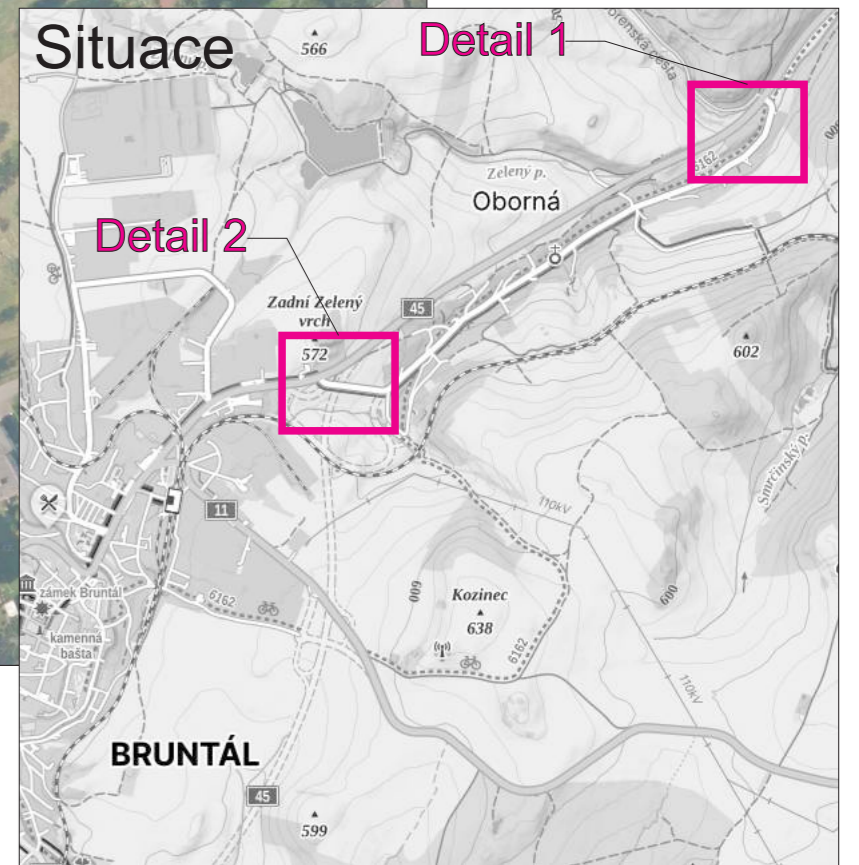 Situace
566
Detail 1
6162
Zelený p.
Oborná
Detail 2
Zadní Zelený
vrch
572
45
602
Smrčinský p.
11
110kV
600
600
zámek Bruntál
6162
Kozinec
638
kamenná
bašta
6162
110kV
BRUNTÁL
45
599